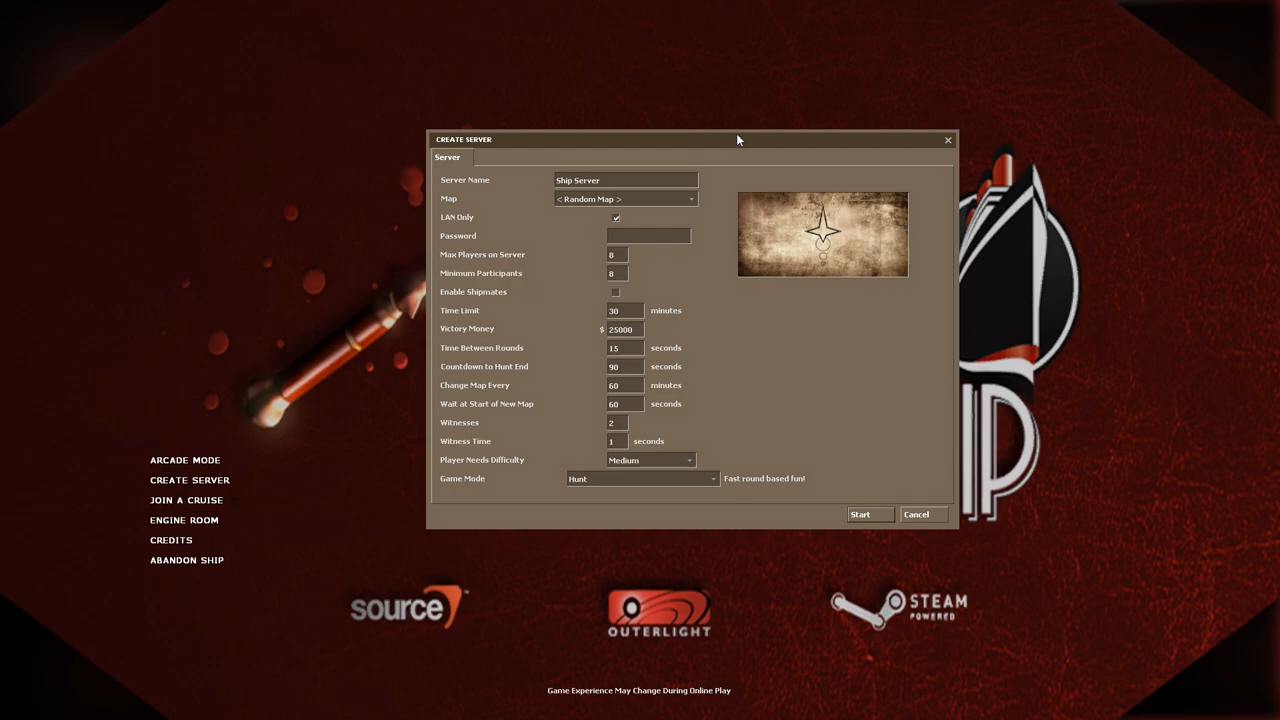 CREATE SERVER
Server
Server Name Ship Server
Map < Random Map >
LAN Only
Password
Max Players on Server 8
Minimum Participants 8
Enable Shipmates
Time Limit 30 minutes
Victory Money $ 25000
Time Between Rounds 15 seconds
Countdown to Hunt End 90 seconds
Change Map Every 60 minutes
Wait at Start of New Map 60 seconds
Witnesses 2
Witness Time 1 seconds
Player Needs Difficulty Medium
Game Mode Hunt Fast round based fun!
Start Cancel
IP
ARCADE MODE
CREATE SERVER
JOIN A CRUISE
ENGINE ROOM
CREDITS
ABANDON SHIP
source
OUTERLIGHT
STEAM
POWERED
Game Experience May Change During Online Play